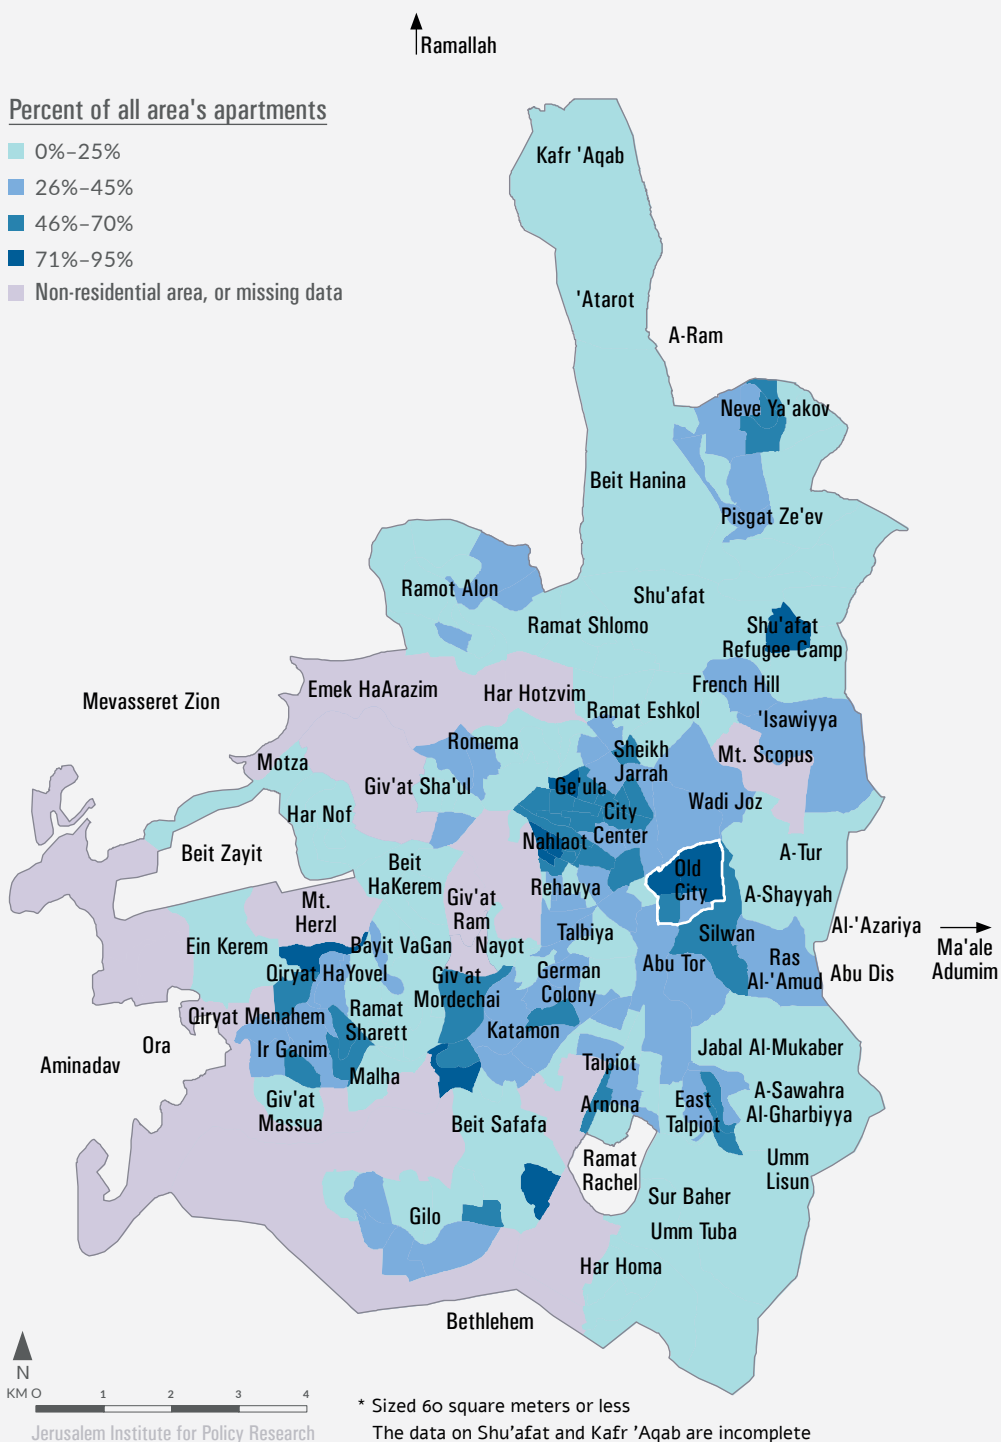 Ramallah
Percent of all area's apartments
0%–25%
26%–45%
46%–70%
71%–95%
Non-residential area, or missing data
Kafr 'Aqab
'Atarot
A-Ram
Neve Ya'akov
Beit Hanina
Pisgat Ze'ev
Ramot Alon
Shu'afat
Ramat Shlomo
Shu'afat
Refugee Camp
Emek HaArazim
Har Hotzvim
French Hill
Mevasseret Zion
Ramat Eshkol
'Isawiyya
Romema
Sheikh
Jarrah
Mt. Scopus
Motza
Giv'at Sha'ul
Ge'ula
Wadi Joz
Har Nof
City
Center
Nahlaot
Beit Zayit
Beit
HaKerem
Old
City
A-Tur
Mt.
Herzl
Giv'at
Ram
Rehavya
A-Shayyah
Al-'Azariya
Ein Kerem
Bayit VaGan
Nayot
Talbiya
Silwan
Ma'ale
Adumim
Qiryat HaYovel
Giv'at
Mordechai
German
Colony
Abu Tor
Ras
Al-'Amud
Abu Dis
Qiryat Menahem
Ramat
Sharett
Katamon
Ora
Ir Ganim
Jabal Al-Mukaber
Aminadav
Malha
Talpiot
Giv'at
Massua
Arnona
East
Talpiot
A-Sawahra
Al-Gharbiyya
Beit Safafa
Ramat
Rachel
Umm
Lisun
Sur Baher
Gilo
Umm Tuba
Har Homa
Bethlehem
N
KM 0 1 2 3 4
* Sized 60 square meters or less
The data on Shu'afat and Kafr 'Aqab are incomplete
Jerusalem Institute for Policy Research